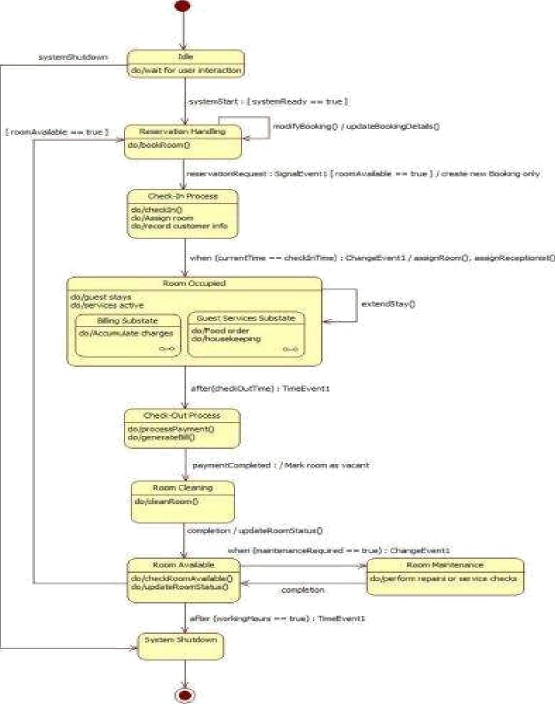 systemShutdown
Idle
do/wait for user interaction
systemStart : [ systemReady == true ]
[ roomAvailable == true ]
Reservation Handling
do/bookRoom()
modifyBooking() / updateBookingDetails()
reservationRequest : SignalEvent1 [ roomAvailable == true ] / create new Booking only
Check-In Process
do/checkIn()
do/Assign room
do/record customer info
when (currentTime == checkInTime) : ChangeEvent1 / assignRoom(), assignReceptionist()
Room Occupied
do/guest stays
do/services active
extendStay()
Billing Substate
do/Accumulate charges
Guest Services Substate
do/Food order
do/housekeeping
after(checkOutTime) : TimeEvent1
Check-Out Process
do/processPayment()
do/generateBill()
paymentCompleted : / Mark room as vacant
Room Cleaning
do/cleanRoom()
completion / updateRoomStatus()
when (maintenanceRequired == true) : ChangeEvent1
Room Available
do/checkRoomAvailable()
do/updateRoomStatus()
Room Maintenance
do/perform repairs or service checks
completion
after (workingHours == true) : TimeEvent1
System Shutdown